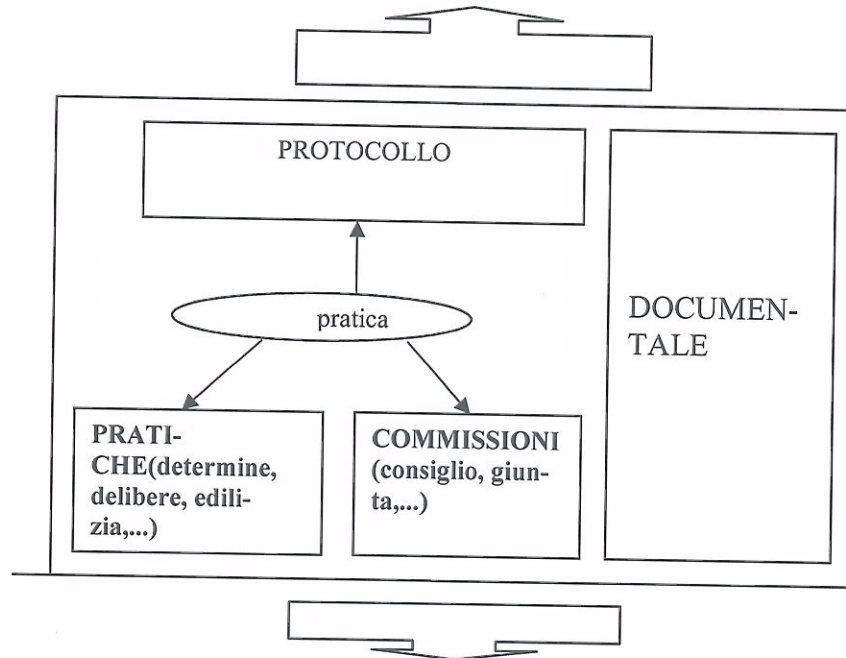 PROTOCOLLO
pratica
DOCUMEN-
TALE
PRATI-
CHE(determine,
delibere, edili-
zia,...)
COMMISSIONI
(consiglio, giun-
ta,...)